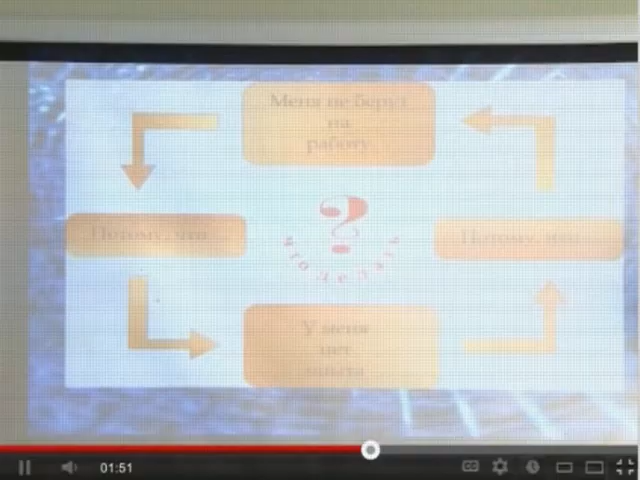 Меня не берут
на
работу
Потому, что
Потому, что
?
что делать
У меня
нет
опыта
01:51